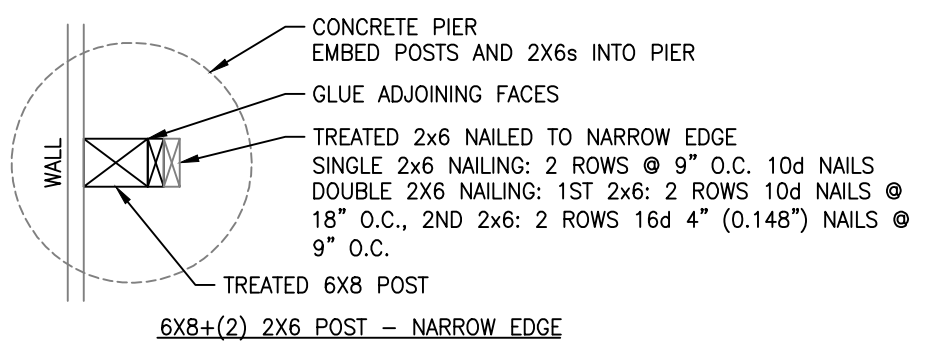 CONCRETE PIER
EMBED POSTS AND 2X6s INTO PIER
GLUE ADJOINING FACES
WALL
TREATED 2x6 NAILED TO NARROW EDGE
SINGLE 2x6 NAILING: 2 ROWS @ 9" O.C. 10d NAILS
DOUBLE 2X6 NAILING: 1ST 2x6: 2 ROWS 10d NAILS @
18" O.C., 2ND 2x6: 2 ROWS 16d 4" (0.148") NAILS @
9" O.C.
TREATED 6X8 POST
6X8+(2) 2X6 POST – NARROW EDGE